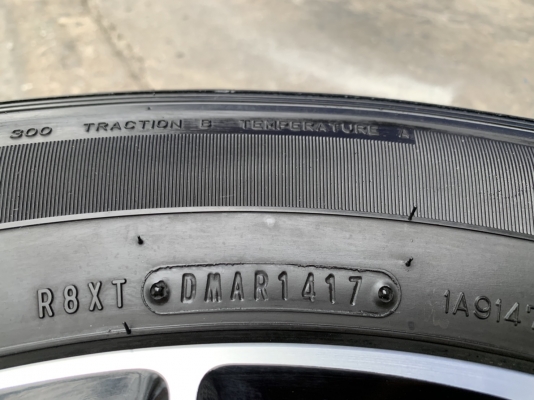 300 TRACTION B TEMPERATURE A
R8XT DMAR1417 1A914